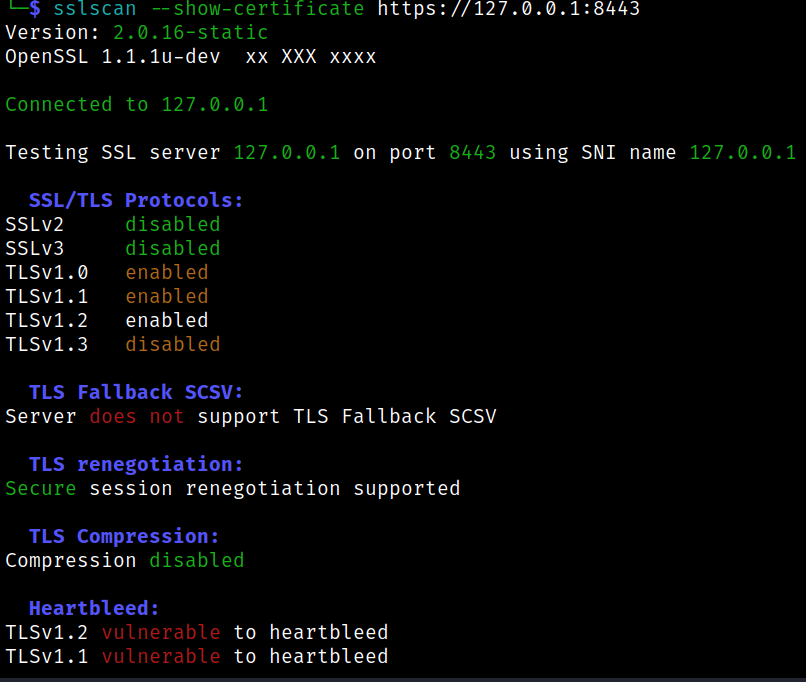 └─$ sslscan --show-certificate https://127.0.0.1:8443
Version: 2.0.16-static
OpenSSL 1.1.1u-dev  xx XXX xxxx

Connected to 127.0.0.1

Testing SSL server 127.0.0.1 on port 8443 using SNI name 127.0.0.1

  SSL/TLS Protocols:
SSLv2     disabled
SSLv3     disabled
TLSv1.0   enabled
TLSv1.1   enabled
TLSv1.2   enabled
TLSv1.3   disabled

  TLS Fallback SCSV:
Server does not support TLS Fallback SCSV

  TLS renegotiation:
Secure session renegotiation supported

  TLS Compression:
Compression disabled

  Heartbleed:
TLSv1.2 vulnerable to heartbleed
TLSv1.1 vulnerable to heartbleed